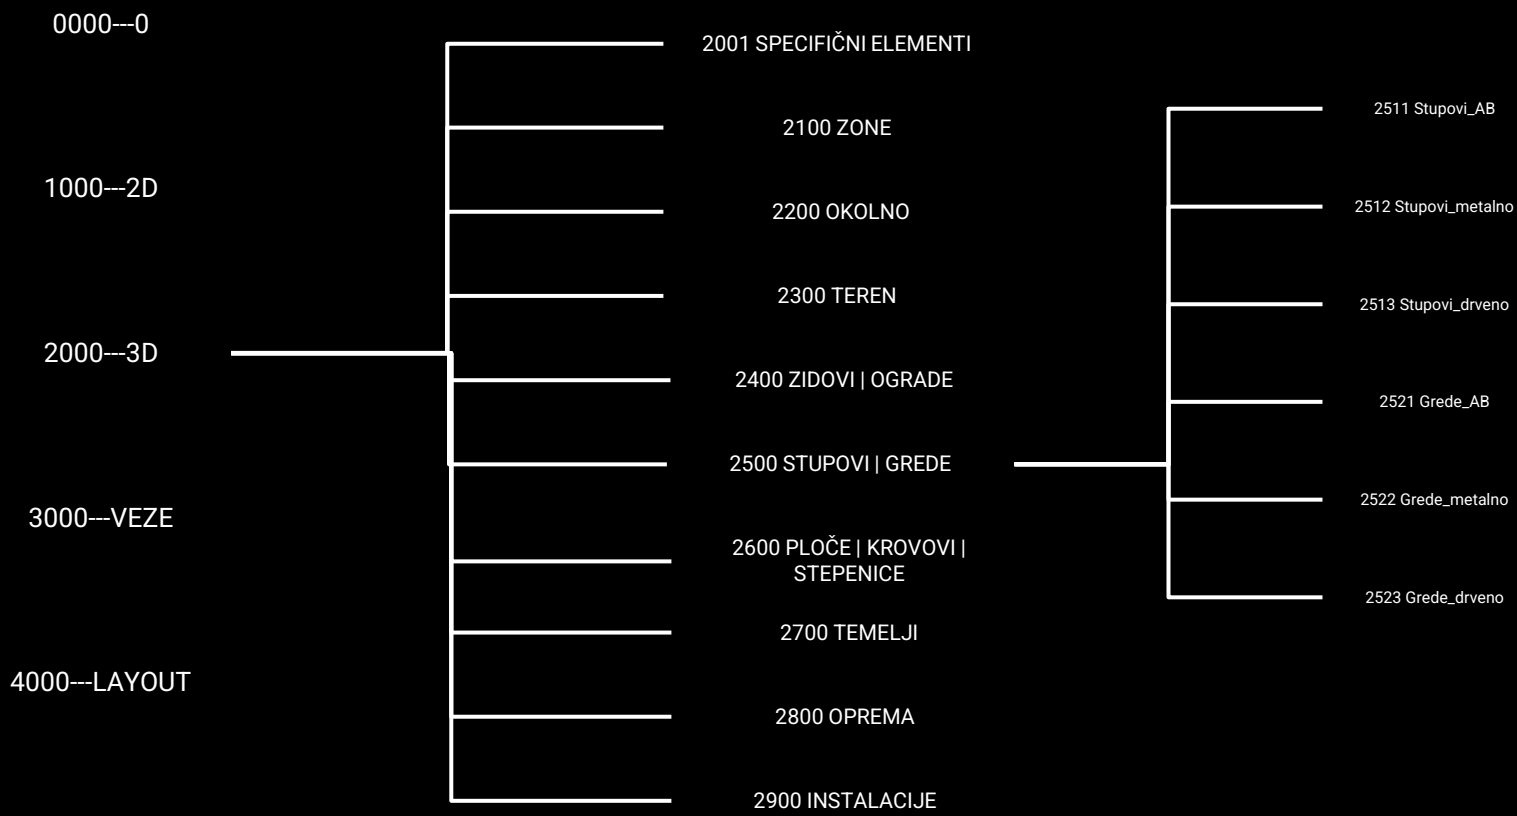 0000---0
1000---2D
2000---3D
3000---VEZE
4000---LAYOUT
2001 SPECIFIČNI ELEMENTI
2100 ZONE
2200 OKOLNO
2300 TEREN
2400 ZIDOVI | OGRADE
2500 STUPOVI | GREDE
2600 PLOČE | KROVOVI |
STEPENICE
2700 TEMELJI
2800 OPREMA
2900 INSTALACIJE
2511 Stupovi_AB
2512 Stupovi_metalno
2513 Stupovi_drveno
2521 Grede_AB
2522 Grede_metalno
2523 Grede_drveno